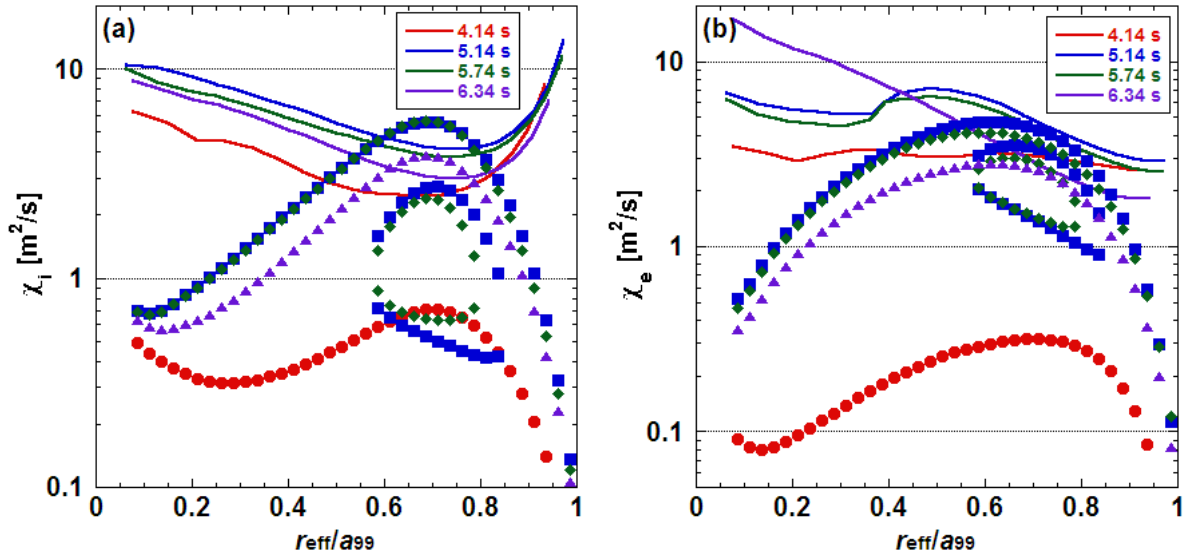 (a)
4.14 s
5.14 s
5.74 s
6.34 s
10
1
0.1
χi [m²/s]
0 0.2 0.4 0.6 0.8 1
reff/a99
(b)
4.14 s
5.14 s
5.74 s
6.34 s
10
1
0.1
χe [m²/s]
0 0.2 0.4 0.6 0.8 1
reff/a99